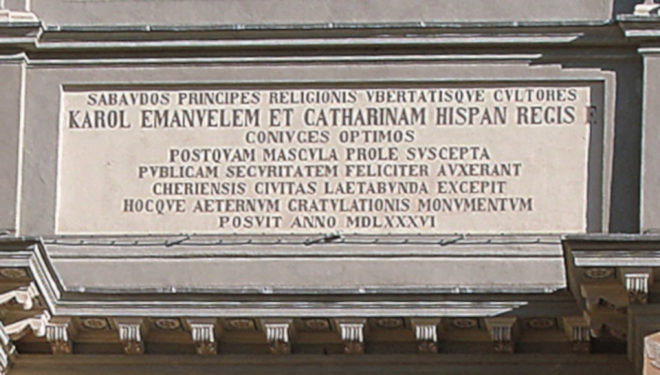 SABAVDOS PRINCIPES RELIGIONIS VBERTATISQVE CVLTORES
KAROL EMANVELEM ET CATHARINAM HISPAN REGIS F
CONIVGES OPTIMOS
POSTQVAM MASCVLA PROLE SVSCEPTA
PVBLICAM SECVRITATEM FELICITER AVXERANT
CHERIENSIS CIVITAS LAETABVNDA EXCEPIT
HOCQVE AETERNVM GRATVLATIONIS MONVMENTVM
POSVIT ANNO MDLXXXVI